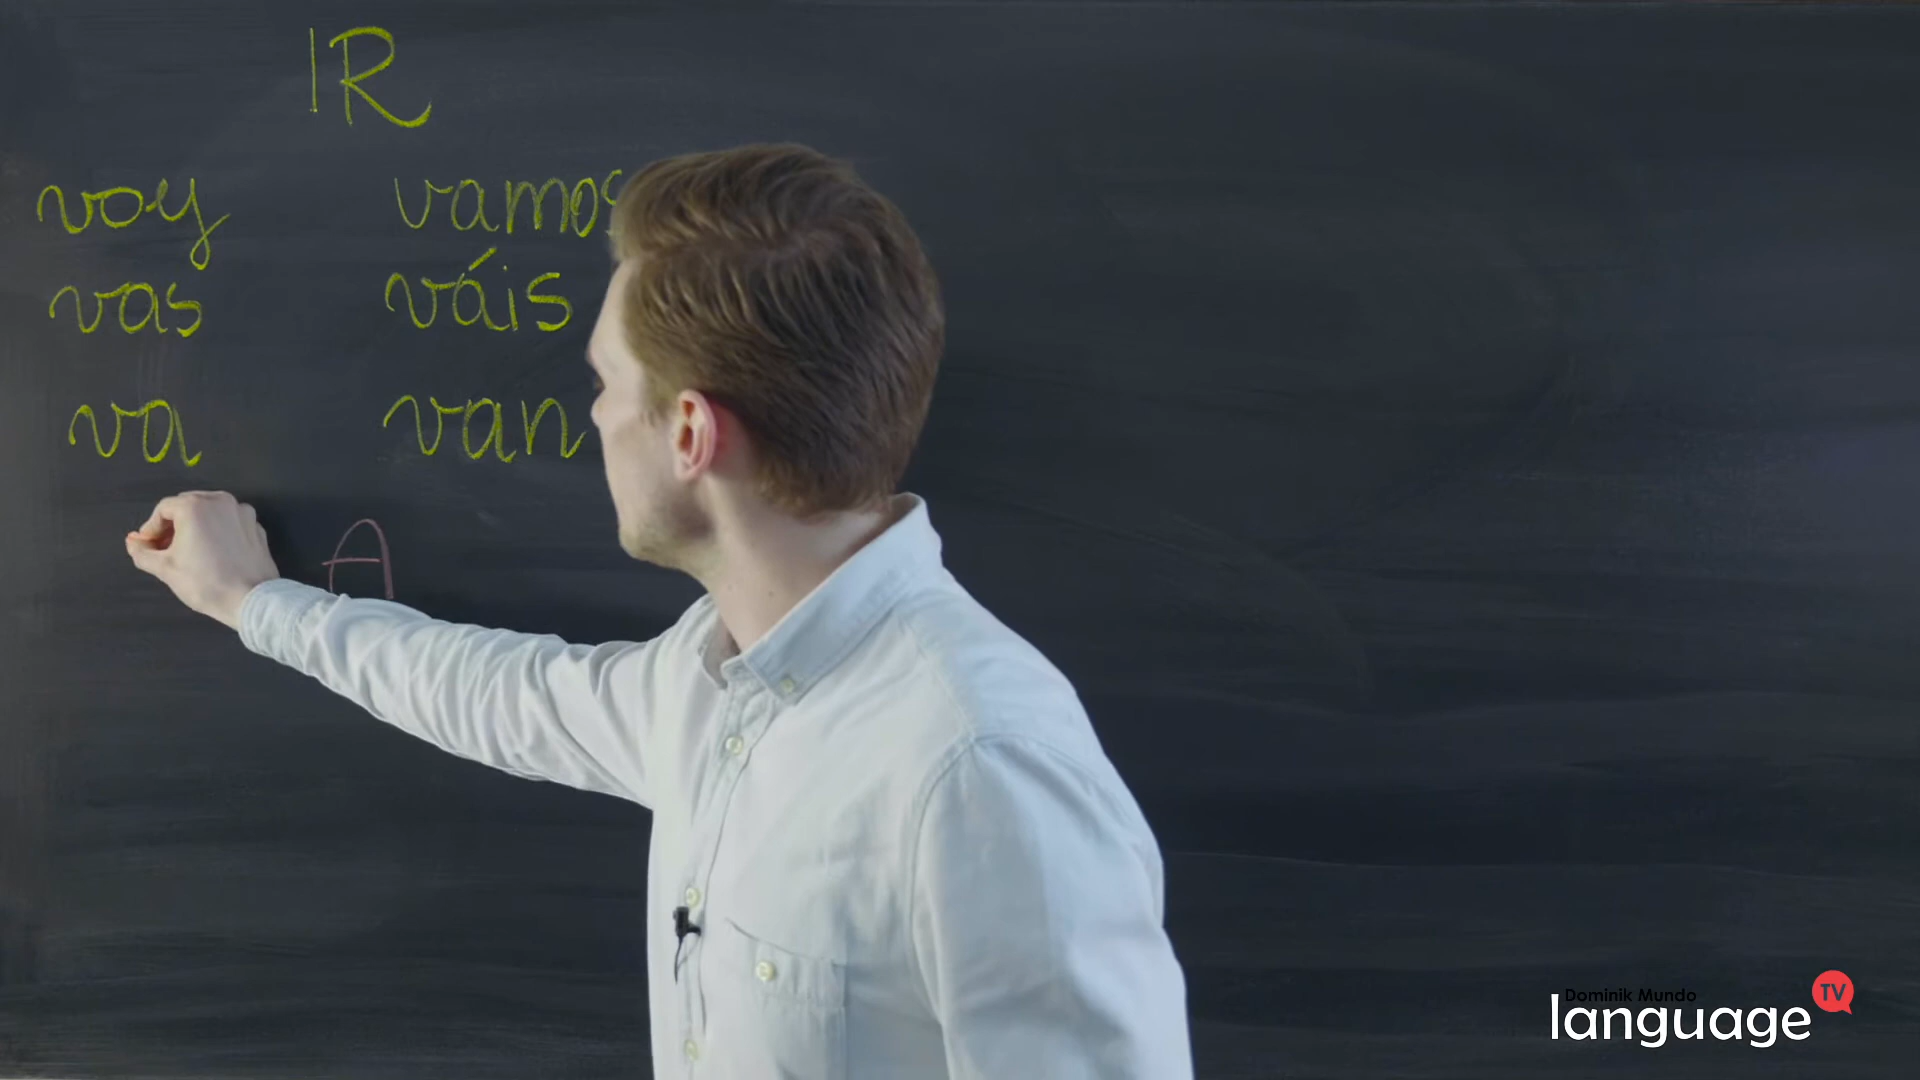 IR
voy vamos
vas váis
va van
A
Dominik Mundo
language TV